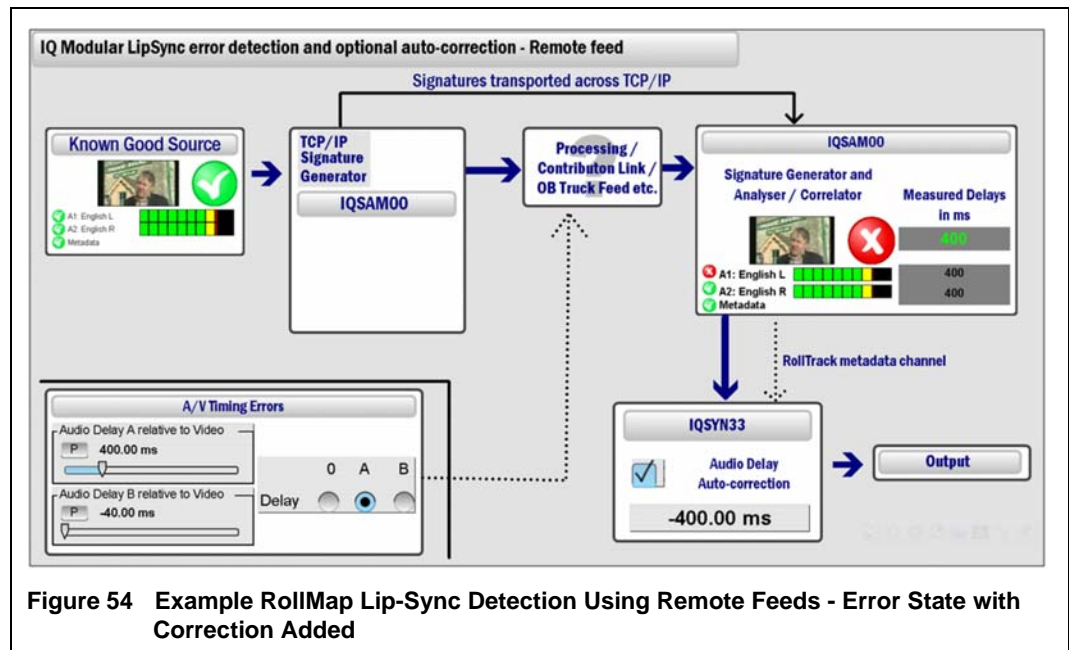 IQ Modular LipSync error detection and optional auto-correction - Remote feed
Signatures transported across TCP/IP
Known Good Source
A1: English L
A2: English R
Metadata
TCP/IP
Signature
Generator
IQSAM00
?
Processing /
Contributon Link /
OB Truck Feed etc.
IQSAM00
Signature Generator and
Analyser / Correlator
Measured Delays
in ms
400
A1: English L
400
A2: English R
400
Metadata
RollTrack metadata channel
A/V Timing Errors
Audio Delay A relative to Video
P 400.00 ms
Audio Delay B relative to Video
P -40.00 ms
0 A B
Delay
IQSYN33
Audio Delay
Auto-correction
-400.00 ms
Output
Figure 54 Example RollMap Lip-Sync Detection Using Remote Feeds - Error State with
Correction Added